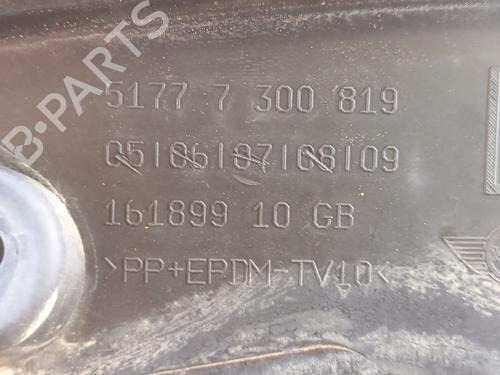 5177 7 300 819
05|06|07|08|09
161899 10 GB
>PP+EPDM-TV10<
B-PARTS